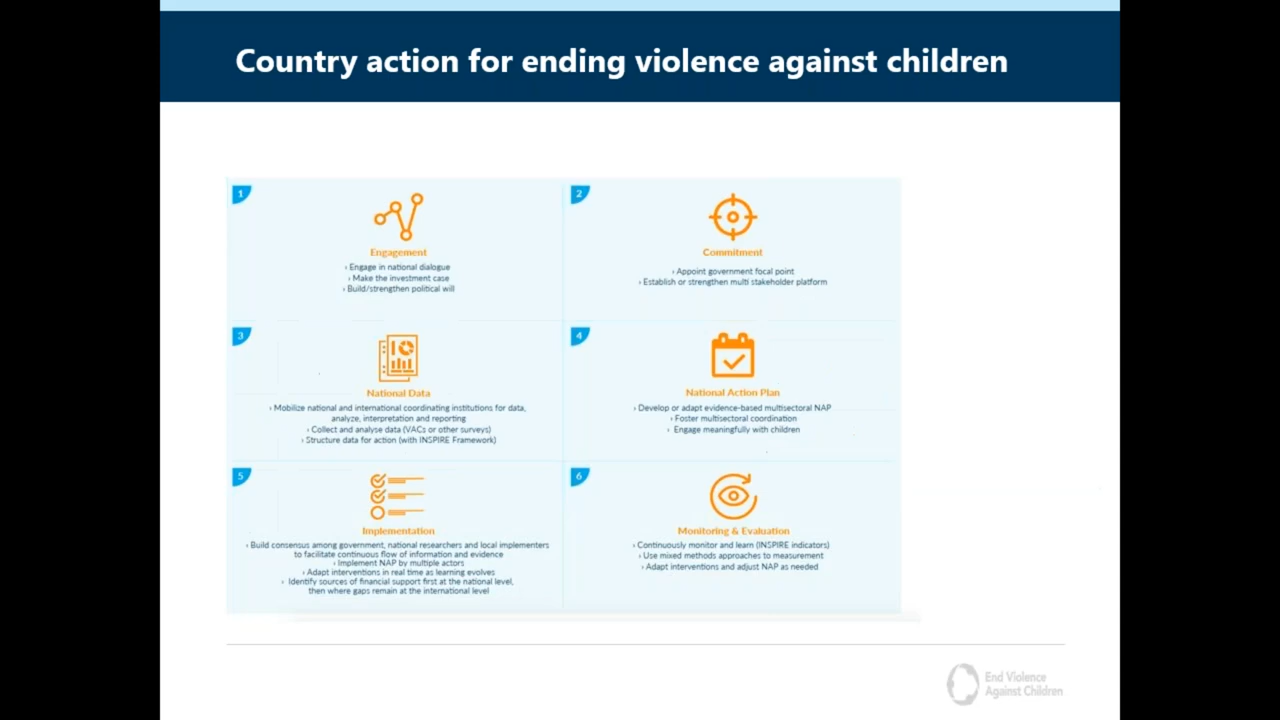 Country action for ending violence against children
1
Engagement
› Engage in national dialogue
› Make the investment case
› Build/strengthen political will
2
Commitment
› Appoint government focal point
› Establish or strengthen multi stakeholder platform
3
National Data
› Mobilize national and international coordinating institutions for data,
analyze, interpretation and reporting
› Collect and analyse data (VACs or other surveys)
› Structure data for action (with INSPIRE Framework)
4
National Action Plan
› Develop or adapt evidence-based multisectoral NAP
› Foster multisectoral coordination
› Engage meaningfully with children
5
Implementation
› Build consensus among government, national researchers and local implementers
to facilitate continuous flow of information and evidence
› Implement NAP by multiple actors
› Adapt interventions in real time as learning evolves
› Identify sources of financial support first at the national level,
then where gaps remain at the international level
6
Monitoring & Evaluation
› Continuously monitor and learn (INSPIRE indicators)
› Use mixed methods approaches to measurement
› Adapt interventions and adjust NAP as needed
End Violence
Against Children